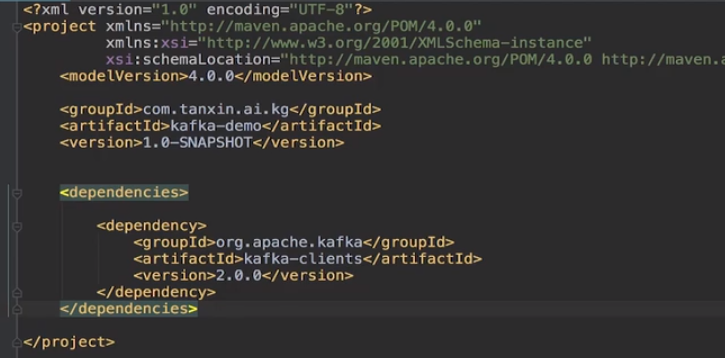 <?xml version="1.0" encoding="UTF-8"?>
<project xmlns="http://maven.apache.org/POM/4.0.0"
xmlns:xsi="http://www.w3.org/2001/XMLSchema-instance"
xsi:schemaLocation="http://maven.apache.org/POM/4.0.0 http://maven.a
<modelVersion>4.0.0</modelVersion>
<groupId>com.tanxin.ai.kg</groupId>
<artifactId>kafka-demo</artifactId>
<version>1.0-SNAPSHOT</version>
<dependencies>
<dependency>
<groupId>org.apache.kafka</groupId>
<artifactId>kafka-clients</artifactId>
<version>2.0.0</version>
</dependency>
</dependencies>
</project>